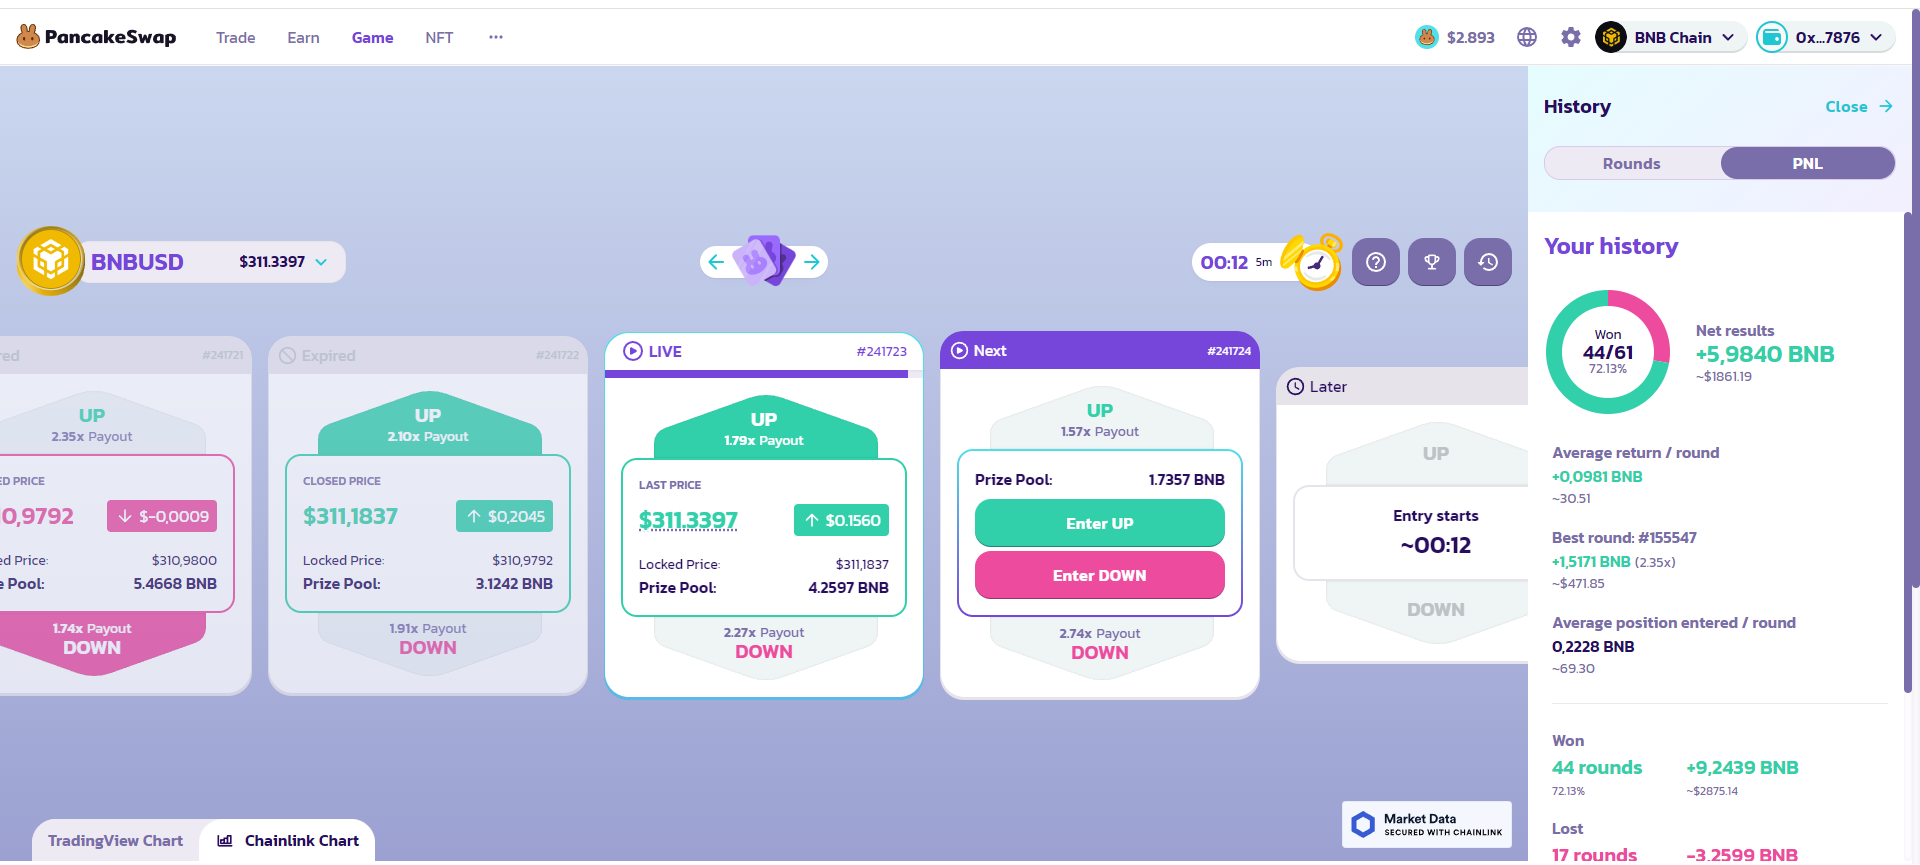 PancakeSwap
Trade
Earn
Game
NFT
$2.893
BNB Chain
0x...7876
History
Close
Rounds
PNL
BNBUSD
$311.3397
00:12 5m
#241721
UP
2.35x Payout
ED PRICE
10,9792
$-0,0009
ed Price:
$310,9800
e Pool:
5.4668 BNB
1.74x Payout
DOWN
Expired
#241722
UP
2.10x Payout
CLOSED PRICE
$311,1837
$0,2045
Locked Price:
$310,9792
Prize Pool:
3.1242 BNB
1.91x Payout
DOWN
LIVE
#241723
UP
1.79x Payout
LAST PRICE
$311.3397
$0.1560
Locked Price:
$311,1837
Prize Pool:
4.2597 BNB
2.27x Payout
DOWN
Next
#241724
UP
1.57x Payout
Prize Pool:
1.7357 BNB
Enter UP
Enter DOWN
2.74x Payout
DOWN
Later
UP
Entry starts
~00:12
DOWN
Your history
Won
44/61
72.13%
Net results
+5,9840 BNB
~$1861.19
Average return / round
+0,0981 BNB
~30.51
Best round: #155547
+1,5171 BNB (2.35x)
~$471.85
Average position entered / round
0,2228 BNB
~69.30
Won
44 rounds
+9,2439 BNB
72.13%
~$2875.14
Lost
17 rounds
-3,2599 BNB
TradingView Chart
Chainlink Chart
Market Data
SECURED WITH CHAINLINK